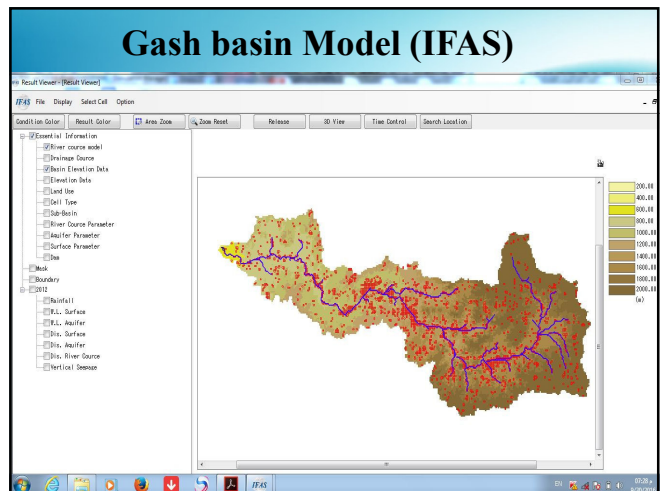 Gash basin Model (IFAS)
Result Viewer - [Result Viewer]
IFAS File Display Select Cell Option
Condition Color Result Color Area Zoom Zoom Reset Release 3D View Time Control Search Location
Essential Information
River cource model
Drainage Cource
Basin Elevation Data
Elevation Data
Land Use
Cell Type
Sub-Basin
River Cource Parameter
Aquifer Parameter
Surface Parameter
Dam
Mask
Boundary
2012
Rainfall
W.L. Surface
W.L. Aquifer
Dis. Surface
Dis. Aquifer
Dis. River Cource
Vertical Seepage
200.00
400.00
600.00
800.00
1000.00
1200.00
1400.00
1600.00
1800.00
2000.00
(m)
IFAS
EN
07:28 م